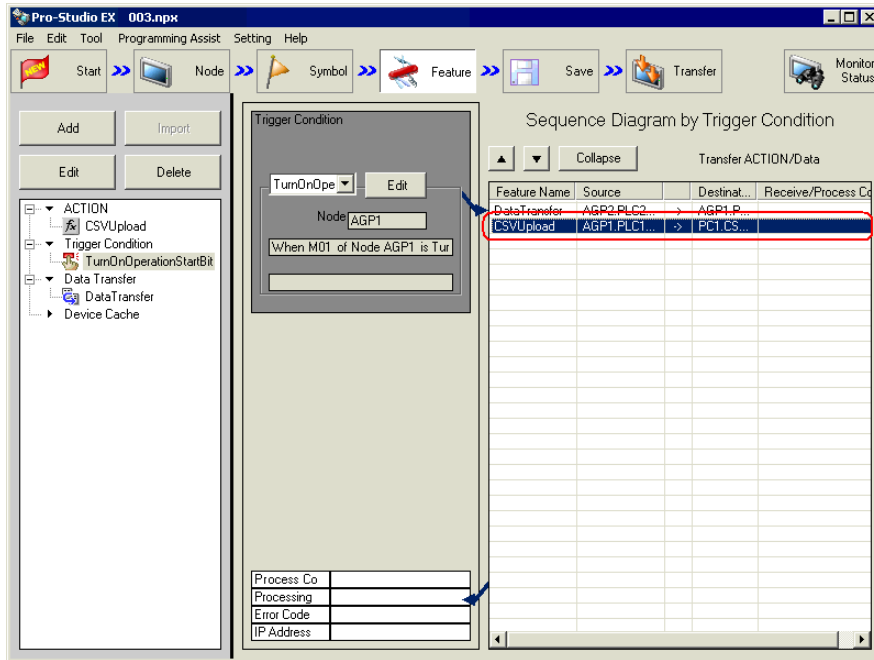 Pro-Studio EX 003.npx
File Edit Tool Programming Assist Setting Help
NEW Start Node Symbol Feature Save Transfer Monitor Status
Add Import
Edit Delete
ACTION
fx CSVUpload
Trigger Condition
TurnOnOperationStartBit
Data Transfer
DataTransfer
Device Cache
Trigger Condition
TurnOnOpe Edit
Node AGP1
When M01 of Node AGP1 is Tur
Process Co
Processing
Error Code
IP Address
Sequence Diagram by Trigger Condition
Collapse Transfer ACTION/Data
Feature Name Source Destinat... Receive/Process Co
DataTransfer AGP2.PLC2... -> AGP1.P...
CSVUpload AGP1.PLC1... -> PC1.CS...